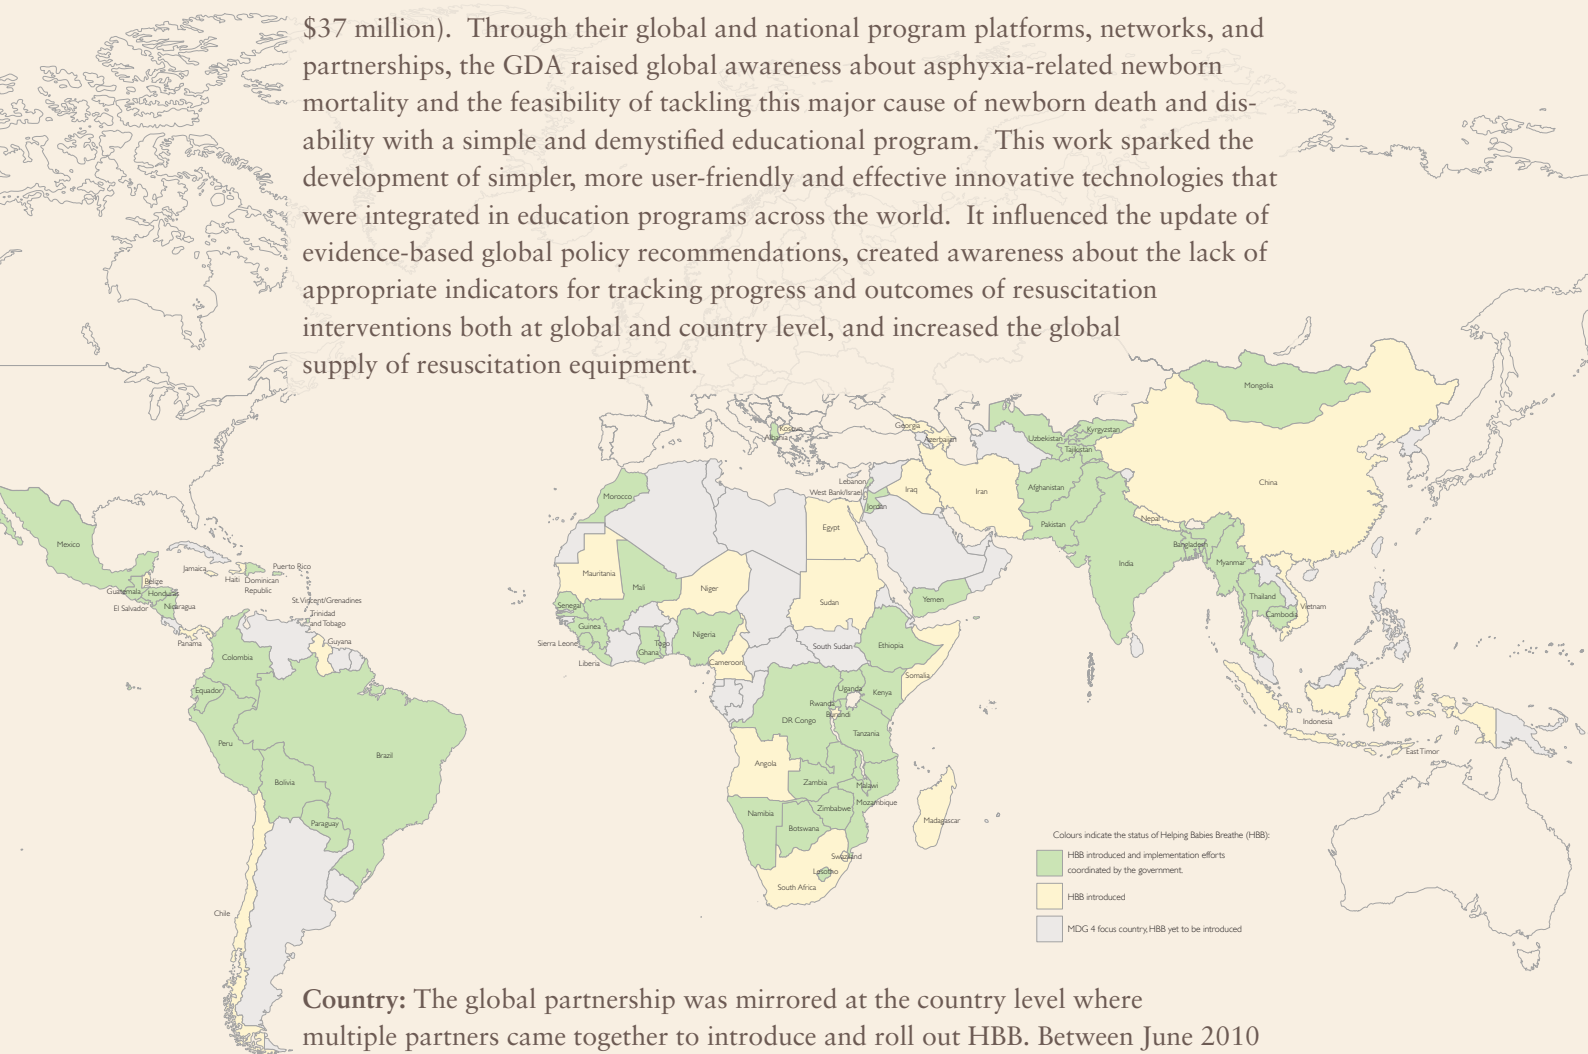 $37 million).  Through their global and national program platforms, networks, and
partnerships, the GDA raised global awareness about asphyxia-related newborn
mortality and the feasibility of tackling this major cause of newborn death and dis-
ability with a simple and demystified educational program.  This work sparked the
development of simpler, more user-friendly and effective innovative technologies that
were integrated in education programs across the world.  It influenced the update of
evidence-based global policy recommendations, created awareness about the lack of
appropriate indicators for tracking progress and outcomes of resuscitation
interventions both at global and country level, and increased the global
supply of resuscitation equipment.
Mongolia
Kosovo
Albania
Georgia
Azerbaijan
Uzbekistan
Kyrgyzstan
Tajikistan
Lebanon
West Bank/Israel
Jordan
Iraq
Iran
Afghanistan
China
Morocco
Egypt
Pakistan
Nepal
Mexico
Bangladesh
India
Myanmar
Jamaica
Belize
Haiti
Dominican
Republic
Puerto Rico
Guatemala
Honduras
El Salvador
Nicaragua
St.Vincent/Grenadines
Trinidad
and Tobago
Panama
Guyana
Mauritania
Mali
Niger
Sudan
Yemen
Thailand
Cambodia
Vietnam
Senegal
Guinea
Sierra Leone
Liberia
Ghana
Togo
Nigeria
Cameroon
South Sudan
Ethiopia
Somalia
Colombia
Equador
Peru
Brazil
Bolivia
Paraguay
Chile
Uganda
Kenya
Rwanda
Burundi
DR Congo
Tanzania
Indonesia
East Timor
Angola
Zambia
Malawi
Mozambique
Zimbabwe
Namibia
Botswana
Madagascar
Swaziland
Lesotho
South Africa
Colours indicate the status of Helping Babies Breathe (HBB):
HBB introduced and implementation efforts
coordinated by the government.
HBB introduced
MDG 4 focus country, HBB yet to be introduced
Country: The global partnership was mirrored at the country level where
multiple partners came together to introduce and roll out HBB. Between June 2010